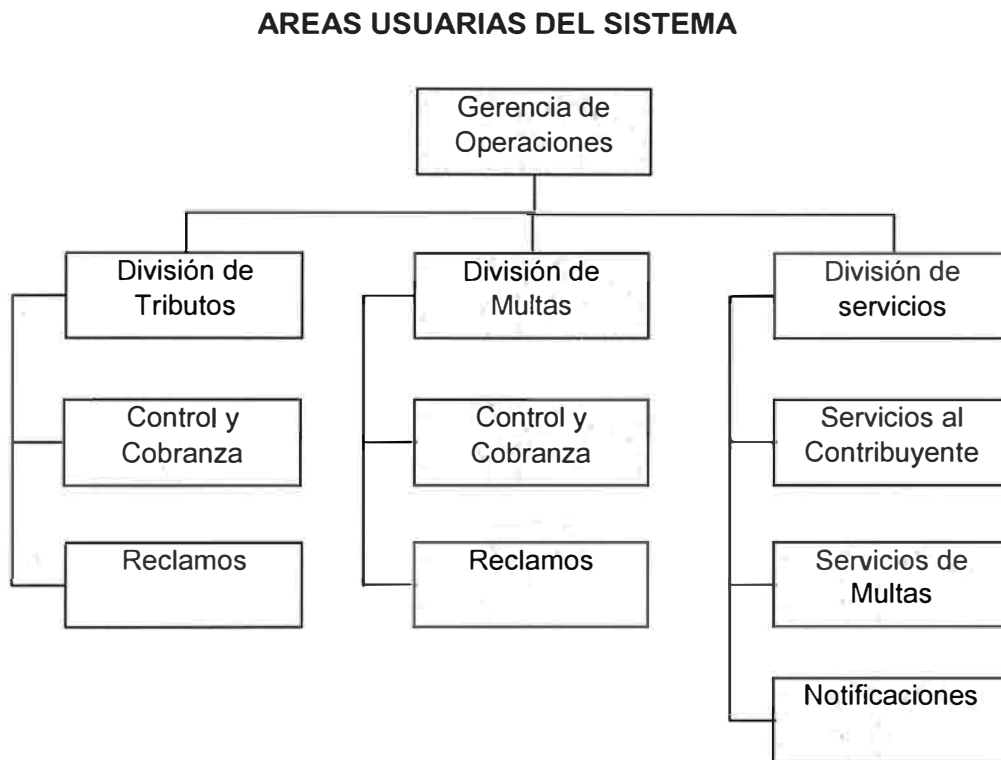 AREAS USUARIAS DEL SISTEMA
Gerencia de
Operaciones
División de
Tributos
Control y
Cobranza
Reclamos
División de
Multas
Control y
Cobranza
Reclamos
División de
servicios
Servicios al
Contribuyente
Servicios de
Multas
Notificaciones